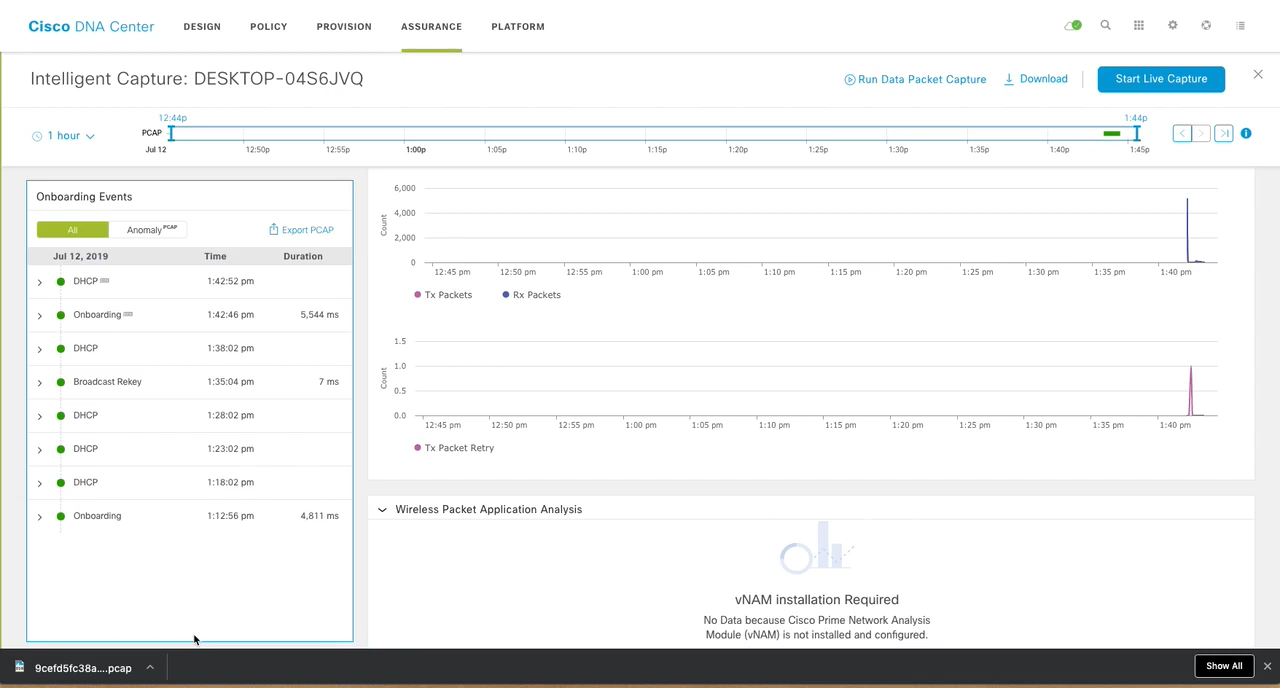 Cisco DNA Center DESIGN POLICY PROVISION ASSURANCE PLATFORM
Intelligent Capture: DESKTOP-04S6JVQ Run Data Packet Capture Download Start Live Capture
12:44p 1:44p
1 hour PCAP
Jul 12 12:50p 12:55p 1:00p 1:05p 1:10p 1:15p 1:20p 1:25p 1:30p 1:35p 1:40p 1:45p
Onboarding Events
All Anomaly PCAP Export PCAP
Jul 12, 2019 Time Duration
DHCP 1:42:52 pm
Onboarding 1:42:46 pm 5,544 ms
DHCP 1:38:02 pm
Broadcast Rekey 1:35:04 pm 7 ms
DHCP 1:28:02 pm
DHCP 1:23:02 pm
DHCP 1:18:02 pm
Onboarding 1:12:56 pm 4,811 ms
6,000
4,000
2,000
0
Count
12:45 pm 12:50 pm 12:55 pm 1:00 pm 1:05 pm 1:10 pm 1:15 pm 1:20 pm 1:25 pm 1:30 pm 1:35 pm 1:40 pm
Tx Packets Rx Packets
1.5
1.0
0.5
0.0
Count
12:45 pm 12:50 pm 12:55 pm 1:00 pm 1:05 pm 1:10 pm 1:15 pm 1:20 pm 1:25 pm 1:30 pm 1:35 pm 1:40 pm
Tx Packet Retry
Wireless Packet Application Analysis
vNAM installation Required
No Data because Cisco Prime Network Analysis
Module (vNAM) is not installed and configured.
9cefd5fc38a....pcap Show All